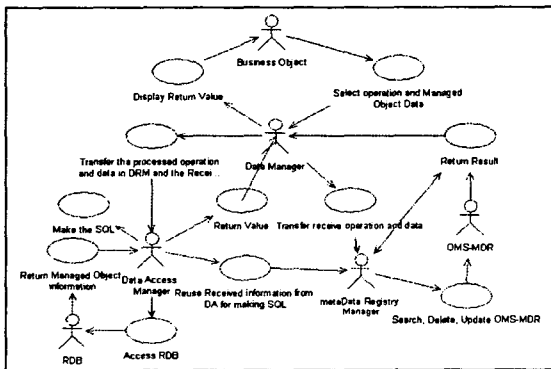 Business Object
Display Return Value
Select operation and Managed
Object Data
Data Manager
Transfer the processed operation
and data in DRM and the Recei...
Return Result
Make the SQL
Return Value
Transfer receive operation and data
OMS-MDR
Return Managed Object
information
Data Access
Manager
Reuse Received information from
DA for making SQL
metaData Registry
Manager
Search, Delete, Update OMS-MDR
RDB
Access RDB